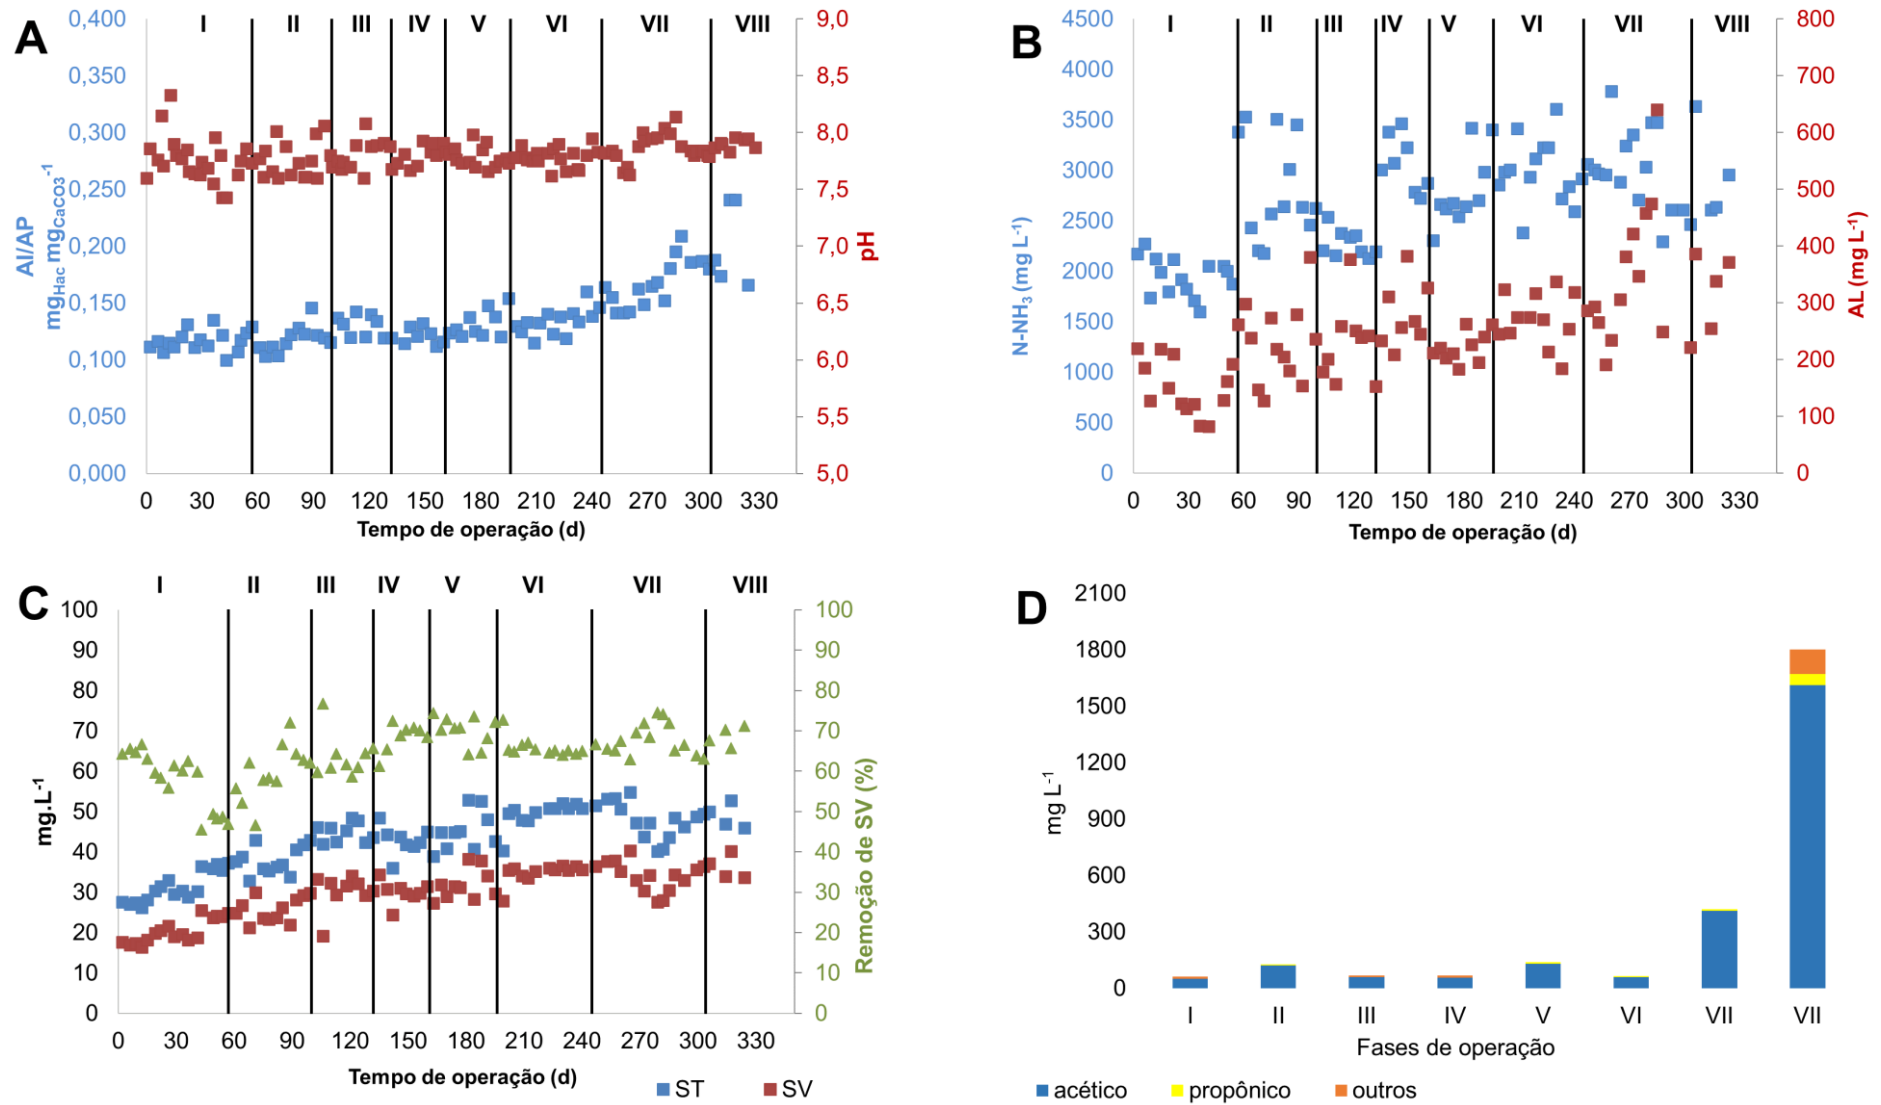 A
I II III IV V VI VII VIII
0,400
0,350
0,300
0,250
0,200
0,150
0,100
0,050
0,000
AI/AP
mgHac mgCaCO3-1
9,0
8,5
8,0
7,5
7,0
6,5
6,0
5,5
5,0
pH
0 30 60 90 120 150 180 210 240 270 300 330
Tempo de operação (d)
B
I II III IV V VI VII VIII
4500
4000
3500
3000
2500
2000
1500
1000
500
0
N-NH3 (mg L-1)
800
700
600
500
400
300
200
100
0
AL (mg L-1)
0 30 60 90 120 150 180 210 240 270 300 330
Tempo de operação (d)
C
I II III IV V VI VII VIII
100
90
80
70
60
50
40
30
20
10
0
mg.L-1
100
90
80
70
60
50
40
30
20
10
0
Remoção de SV (%)
0 30 60 90 120 150 180 210 240 270 300 330
Tempo de operação (d)
ST SV
D
2100
1800
1500
1200
900
600
300
0
mg L-1
I II III IV V VI VII VII
Fases de operação
acético propônico outros